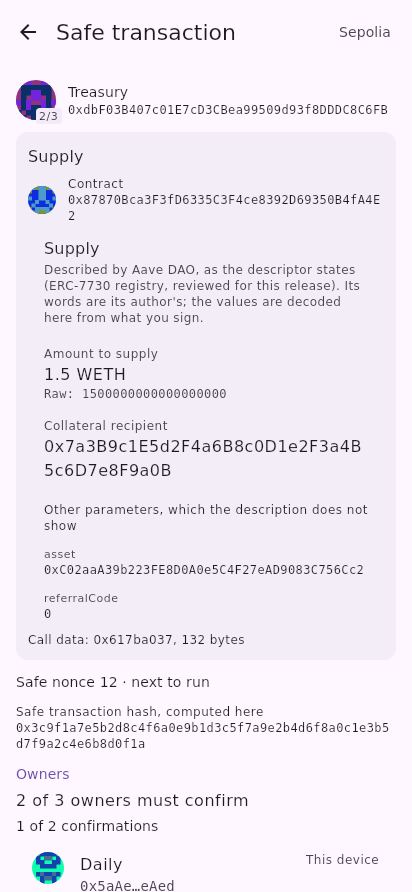 Safe transaction
Sepolia
Treasury
2/3
0xdbF03B407c01E7cD3CBea99509d93f8DDDC8C6FB
Supply
Contract
0x87870Bca3F3fD6335C3F4ce8392D69350B4fA4E
2
Supply
Described by Aave DAO, as the descriptor states
(ERC-7730 registry, reviewed for this release). Its
words are its author's; the values are decoded
here from what you sign.
Amount to supply
1.5 WETH
Raw: 1500000000000000000
Collateral recipient
0x7a3B9c1E5d2F4a6B8c0D1e2F3a4B
5c6D7e8F9a0B
Other parameters, which the description does not
show
asset
0xC02aaA39b223FE8D0A0e5C4F27eAD9083C756Cc2
referralCode
0
Call data: 0x617ba037, 132 bytes
Safe nonce 12 · next to run
Safe transaction hash, computed here
0x3c9f1a7e5b2d8c4f6a0e9b1d3c5f7a9e2b4d6f8a0c1e3b5
d7f9a2c4e6b8d0f1a
Owners
2 of 3 owners must confirm
1 of 2 confirmations
Daily
This device
0x5aAe…eAed